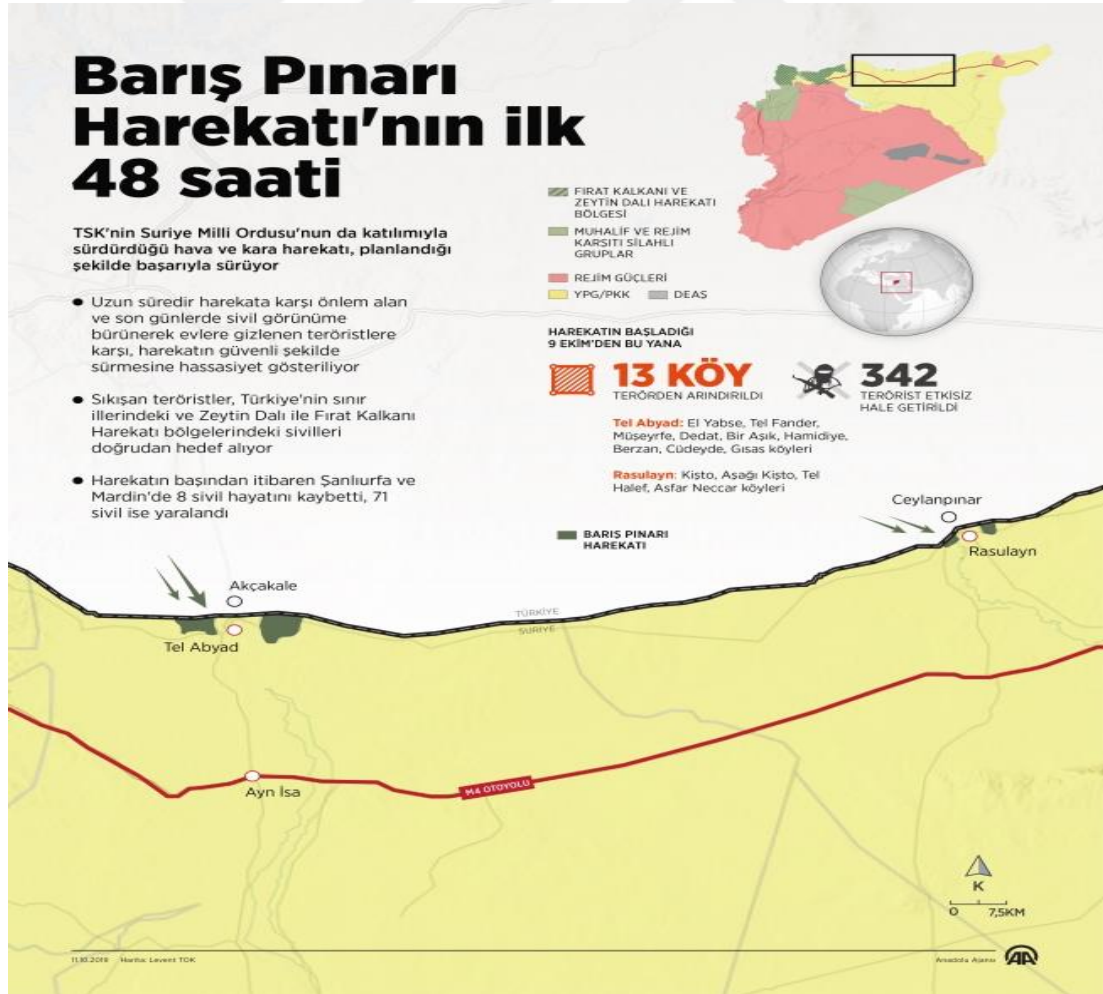 Barış Pınarı
Harekatı'nın ilk
48 saati
TSK'nin Suriye Milli Ordusu'nun da katılımıyla
sürdürdüğü hava ve kara harekatı, planlandığı
şekilde başarıyla sürüyor
● Uzun süredir harekata karşı önlem alan
ve son günlerde sivil görünüme
bürünerek evlere gizlenen teröristlere
karşı, harekatın güvenli şekilde
sürmesine hassasiyet gösteriliyor
● Sıkışan teröristler, Türkiye'nin sınır
illerindeki ve Zeytin Dalı ile Fırat Kalkanı
Harekatı bölgelerindeki sivilleri
doğrudan hedef alıyor
● Harekatın başından itibaren Şanlıurfa ve
Mardin'de 8 sivil hayatını kaybetti, 71
sivil ise yaralandı
FIRAT KALKANI VE
ZEYTİN DALI HAREKATI
BÖLGESİ
MUHALİF VE REJİM
KARŞITI SİLAHLI
GRUPLAR
REJİM GÜÇLERİ
YPG/PKK DEAŞ
HAREKATIN BAŞLADIĞI
9 EKİM'DEN BU YANA
13 KÖY
TERÖRDEN ARINDIRILDI
342
TERÖRİST ETKİSİZ
HALE GETİRİLDİ
Tel Abyad: El Yabse, Tel Fander,
Müseyrfe, Dedat, Bir Aşık, Hamidiye,
Berzan, Cüdeyde, Gısas köyleri
Rasulayn: Kişto, Aşağı Kişto, Tel
Halef, Asfar Neccar köyleri
BARIŞ PINARI
HAREKATI
Ceylanpınar
Rasulayn
Akçakale
Tel Abyad
TÜRKİYE
SURİYE
M4 OTOYOLU
Ayn İsa
K
0 7,5KM
11.10.2019 Harita: Levent TOK
Anadolu Ajansı AA